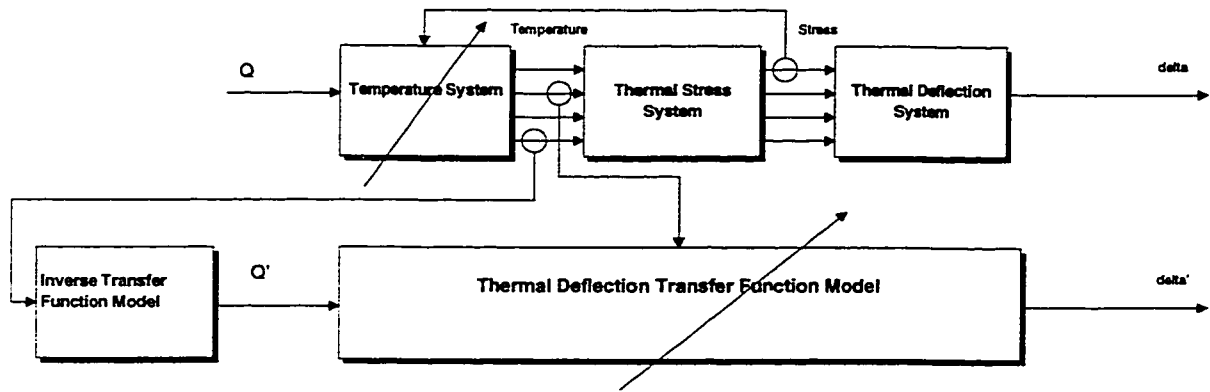 Temperature
Stress
Q
Temperature System
Thermal Stress
System
Thermal Deflection
System
delta
Inverse Transfer
Function Model
Q'
Thermal Deflection Transfer Function Model
delta'